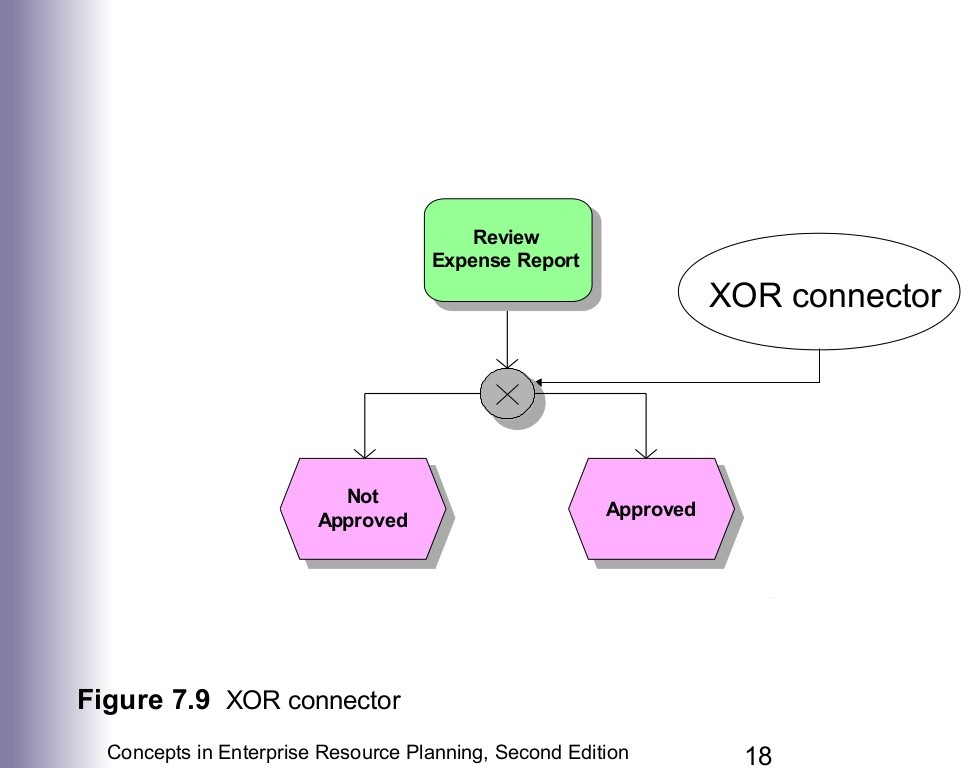 Review
Expense Report
XOR connector
Not
Approved
Approved
Figure 7.9 XOR connector
Concepts in Enterprise Resource Planning, Second Edition
18